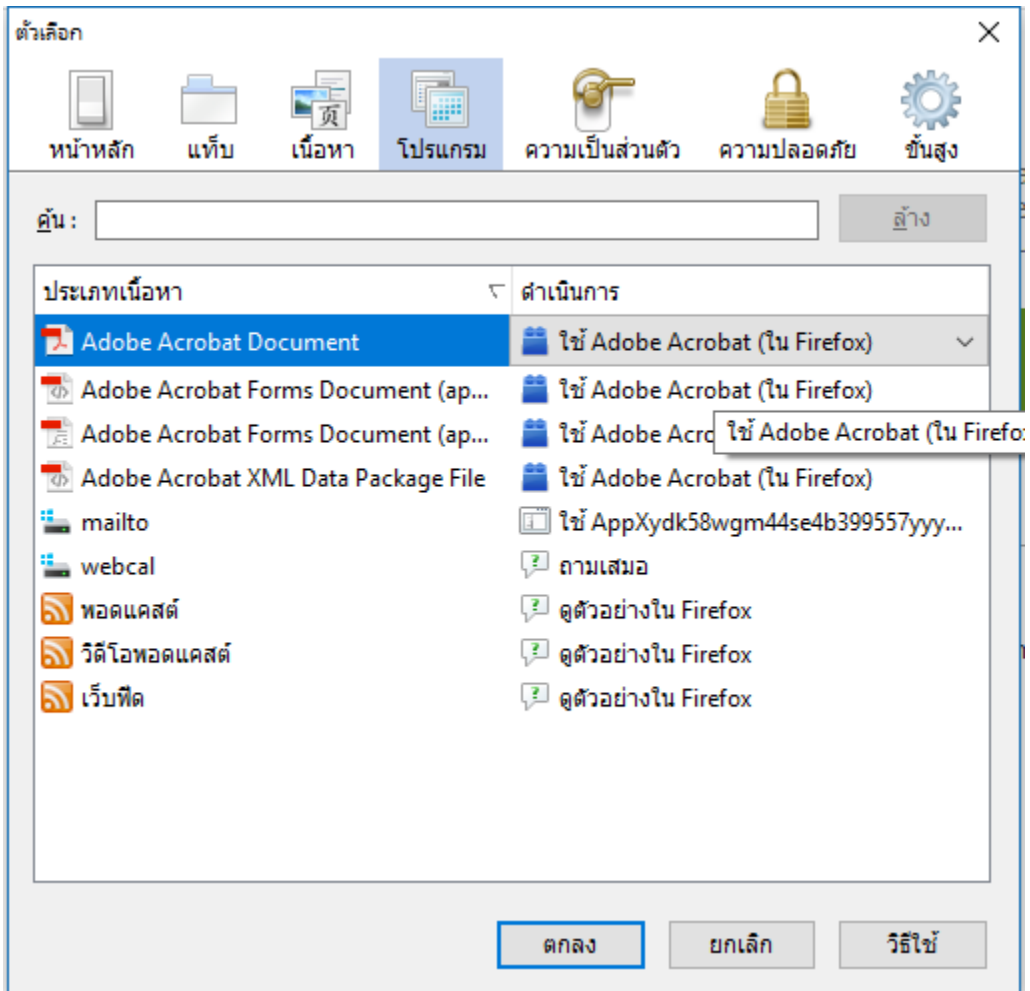 ตัวเลือก
页
หน้าหลัก แท็บ เนื้อหา โปรแกรม ความเป็นส่วนตัว ความปลอดภัย ขั้นสูง
ค้น : ล้าง
ประเภทเนื้อหา ดำเนินการ
Adobe Acrobat Document ใช้ Adobe Acrobat (ใน Firefox)
Adobe Acrobat Forms Document (ap... ใช้ Adobe Acrobat (ใน Firefox)
Adobe Acrobat Forms Document (ap... ใช้ Adobe Acro ใช้ Adobe Acrobat (ใน Firefo
Adobe Acrobat XML Data Package File ใช้ Adobe Acrobat (ใน Firefox)
mailto ใช้ AppXydk58wgm44se4b399557yyy...
webcal ถามเสมอ
พอดแคสต์ ดูตัวอย่างใน Firefox
วิดีโอพอดแคสต์ ดูตัวอย่างใน Firefox
เว็บฟีด ดูตัวอย่างใน Firefox
ตกลง ยกเลิก วิธีใช้